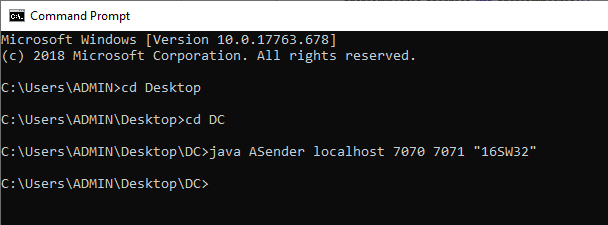 Command Prompt
Microsoft Windows [Version 10.0.17763.678]
(c) 2018 Microsoft Corporation. All rights reserved.
C:\Users\ADMIN>cd Desktop
C:\Users\ADMIN\Desktop>cd DC
C:\Users\ADMIN\Desktop\DC>java ASender localhost 7070 7071 "16SW32"
C:\Users\ADMIN\Desktop\DC>